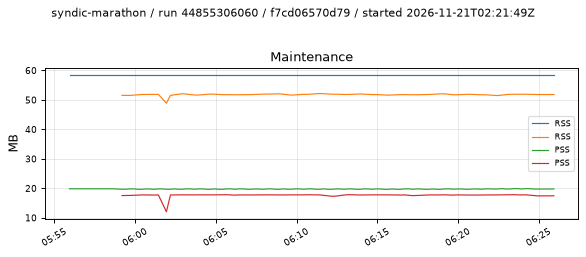 syndic-marathon / run 44855306060 / f7cd06570d79 / started 2026-11-21T02:21:49Z
Maintenance
MB
60
50
40
30
20
10
RSS
RSS
PSS
PSS
05:55
06:00
06:05
06:10
06:15
06:20
06:25